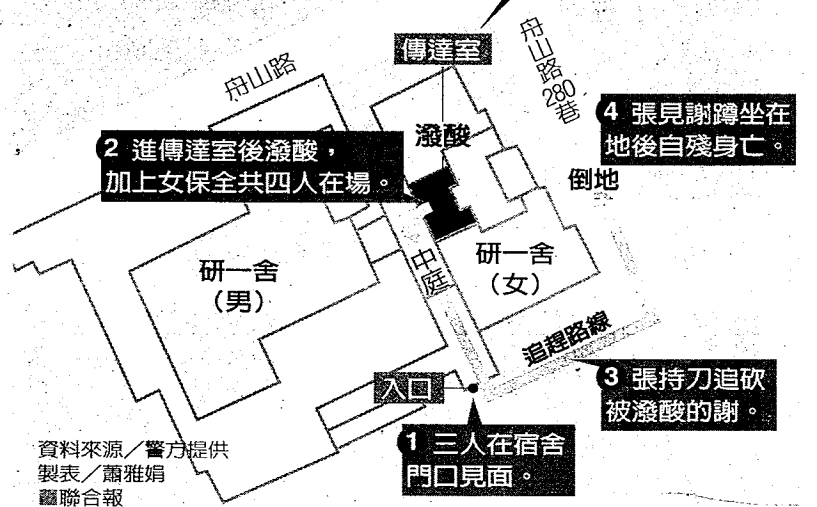 傳達室
舟山路
舟山路280巷
4 張見謝蹲坐在
地後自殘身亡。
潑酸
2 進傳達室後潑酸，
加上女保全共四人在場。
倒地
研一舍
（男）
中庭
研一舍
（女）
追趕路線
入口
3 張持刀追砍
被潑酸的謝。
1 三人在宿舍
門口見面。
資料來源／警方提供
製表／蕭雅娟
聯合報